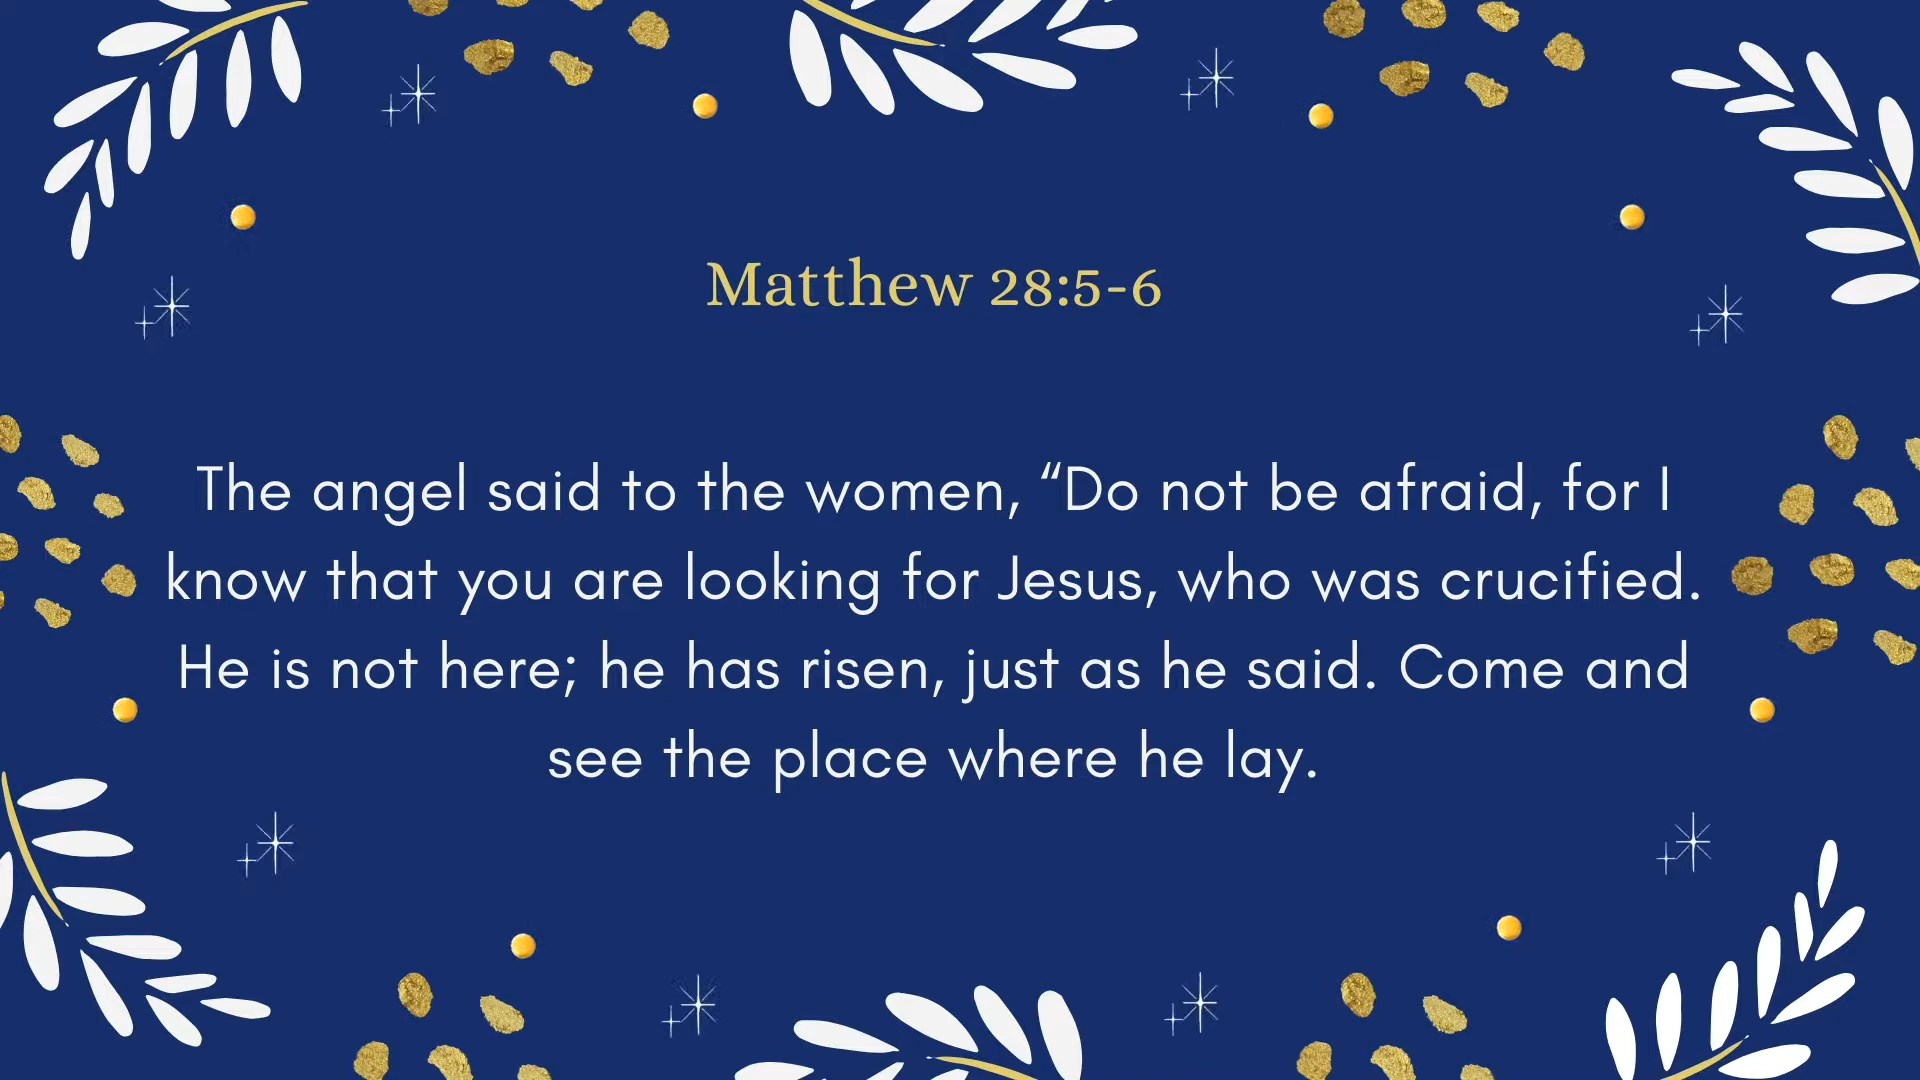 Matthew 28:5-6
The angel said to the women, “Do not be afraid, for I
know that you are looking for Jesus, who was crucified.
He is not here; he has risen, just as he said. Come and
see the place where he lay.